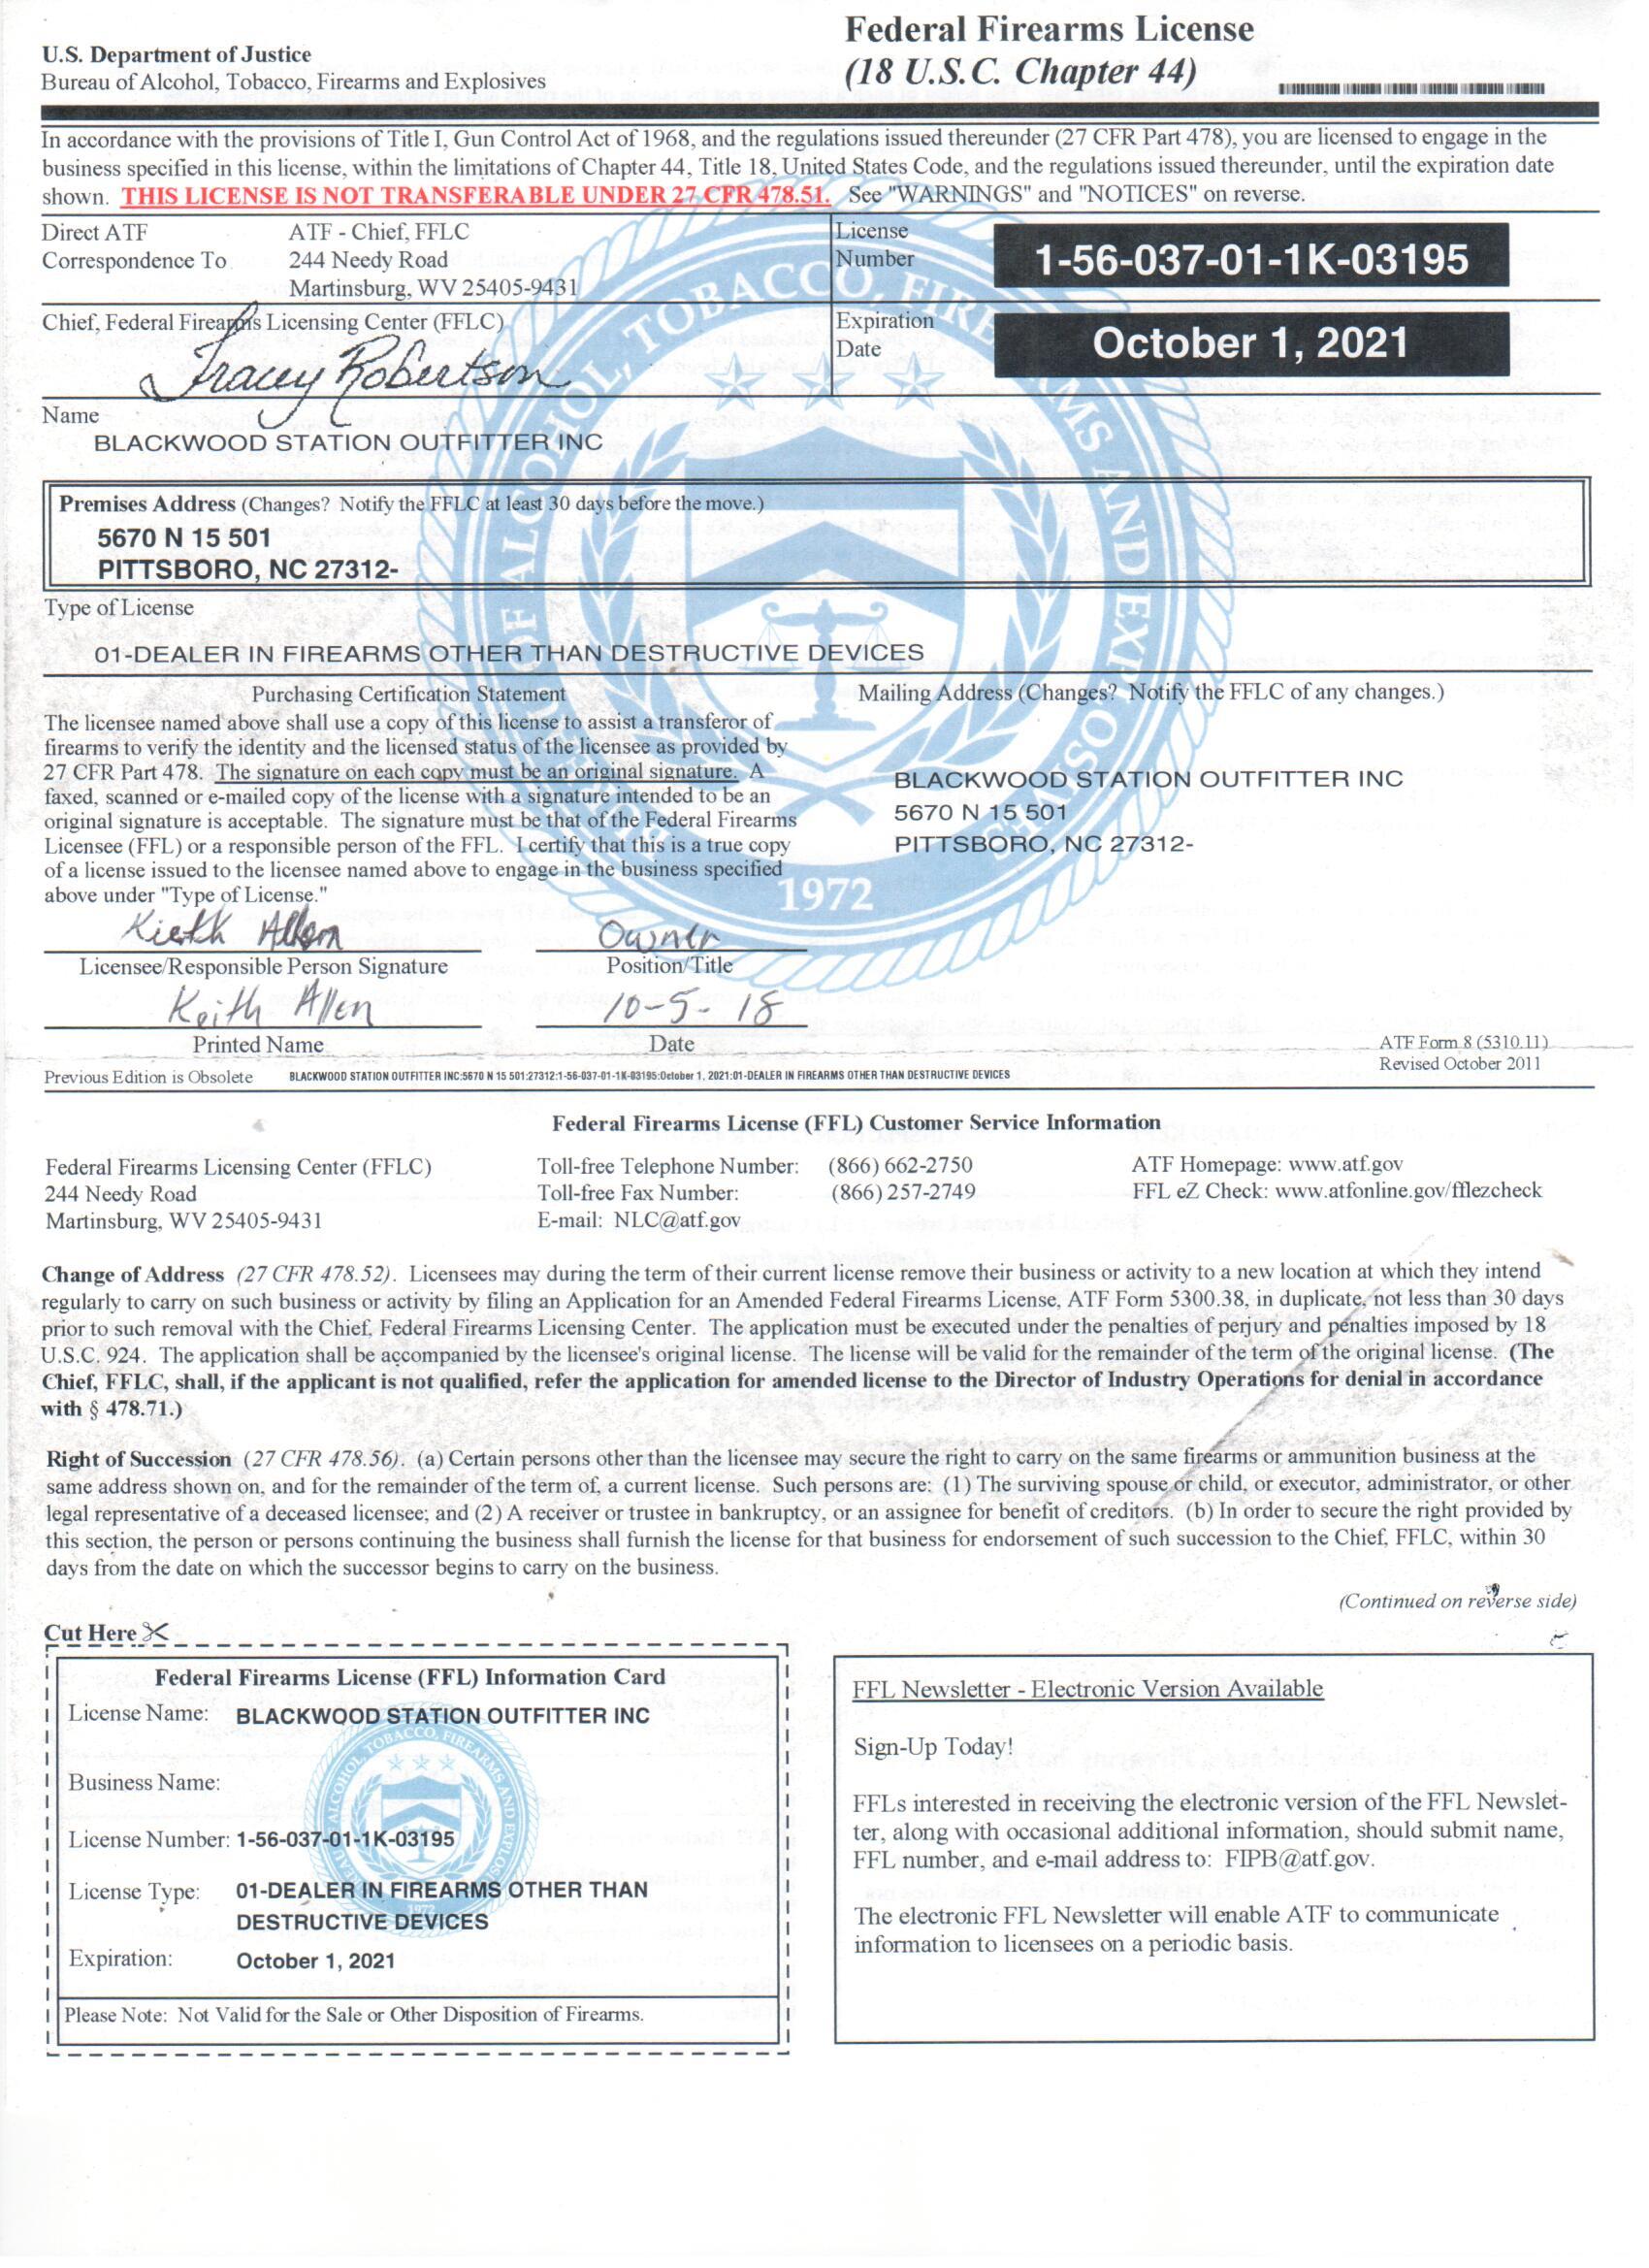 Federal Firearms License
(18 U.S.C. Chapter 44)
U.S. Department of Justice
Bureau of Alcohol, Tobacco, Firearms and Explosives
In accordance with the provisions of Title I, Gun Control Act of 1968, and the regulations issued thereunder (27 CFR Part 478), you are licensed to engage in the
business specified in this license, within the limitations of Chapter 44, Title 18, United States Code, and the regulations issued thereunder, until the expiration date
shown. THIS LICENSE IS NOT TRANSFERABLE UNDER 27 CFR 478.51. See "WARNINGS" and "NOTICES" on reverse.
Direct ATF
Correspondence To
ATF - Chief, FFLC
244 Needy Road
Martinsburg, WV 25405-9431
License
Number
1-56-037-01-1K-03195
Chief, Federal Firearms Licensing Center (FFLC)
Tracey Robertson
Expiration
Date
October 1, 2021
Name
BLACKWOOD STATION OUTFITTER INC
Premises Address (Changes? Notify the FFLC at least 30 days before the move.)
5670 N 15 501
PITTSBORO, NC 27312-
Type of License
01-DEALER IN FIREARMS OTHER THAN DESTRUCTIVE DEVICES
BUREAU OF ALCOHOL, TOBACCO, FIREARMS AND EXPLOSIVES
1972
Purchasing Certification Statement
The licensee named above shall use a copy of this license to assist a transferor of
firearms to verify the identity and the licensed status of the licensee as provided by
27 CFR Part 478. The signature on each copy must be an original signature. A
faxed, scanned or e-mailed copy of the license with a signature intended to be an
original signature is acceptable. The signature must be that of the Federal Firearms
Licensee (FFL) or a responsible person of the FFL. I certify that this is a true copy
of a license issued to the licensee named above to engage in the business specified
above under "Type of License."
Mailing Address (Changes? Notify the FFLC of any changes.)
BLACKWOOD STATION OUTFITTER INC
5670 N 15 501
PITTSBORO, NC 27312-
Allen
Owner
Licensee/Responsible Person Signature
Position/Title
Keith Allen
10-5-18
Printed Name
Date
ATF Form 8 (5310.11)
Revised October 2011
Previous Edition is Obsolete
BLACKWOOD STATION OUTFITTER INC:5670 N 15 501:27312:1-56-037-01-1K-03195:October 1, 2021:01-DEALER IN FIREARMS OTHER THAN DESTRUCTIVE DEVICES
Federal Firearms License (FFL) Customer Service Information
Federal Firearms Licensing Center (FFLC)
244 Needy Road
Martinsburg, WV 25405-9431
Toll-free Telephone Number: (866) 662-2750
Toll-free Fax Number: (866) 257-2749
E-mail: NLC@atf.gov
ATF Homepage: www.atf.gov
FFL eZ Check: www.atfonline.gov/fflezcheck
Change of Address (27 CFR 478.52). Licensees may during the term of their current license remove their business or activity to a new location at which they intend
regularly to carry on such business or activity by filing an Application for an Amended Federal Firearms License, ATF Form 5300.38, in duplicate, not less than 30 days
prior to such removal with the Chief, Federal Firearms Licensing Center. The application must be executed under the penalties of perjury and penalties imposed by 18
U.S.C. 924. The application shall be accompanied by the licensee's original license. The license will be valid for the remainder of the term of the original license. (The
Chief, FFLC, shall, if the applicant is not qualified, refer the application for amended license to the Director of Industry Operations for denial in accordance
with § 478.71.)
Right of Succession (27 CFR 478.56). (a) Certain persons other than the licensee may secure the right to carry on the same firearms or ammunition business at the
same address shown on, and for the remainder of the term of, a current license. Such persons are: (1) The surviving spouse or child, or executor, administrator, or other
legal representative of a deceased licensee; and (2) A receiver or trustee in bankruptcy, or an assignee for benefit of creditors. (b) In order to secure the right provided by
this section, the person or persons continuing the business shall furnish the license for that business for endorsement of such succession to the Chief, FFLC, within 30
days from the date on which the successor begins to carry on the business.
(Continued on reverse side)
Cut Here
Federal Firearms License (FFL) Information Card
License Name: BLACKWOOD STATION OUTFITTER INC
Business Name:
License Number: 1-56-037-01-1K-03195
License Type: 01-DEALER IN FIREARMS OTHER THAN
DESTRUCTIVE DEVICES
Expiration: October 1, 2021
Please Note: Not Valid for the Sale or Other Disposition of Firearms.
BUREAU OF ALCOHOL, TOBACCO, FIREARMS AND EXPLOSIVES
1972
FFL Newsletter - Electronic Version Available
Sign-Up Today!
FFLs interested in receiving the electronic version of the FFL Newslet-
ter, along with occasional additional information, should submit name,
FFL number, and e-mail address to: FIPB@atf.gov.
The electronic FFL Newsletter will enable ATF to communicate
information to licensees on a periodic basis.